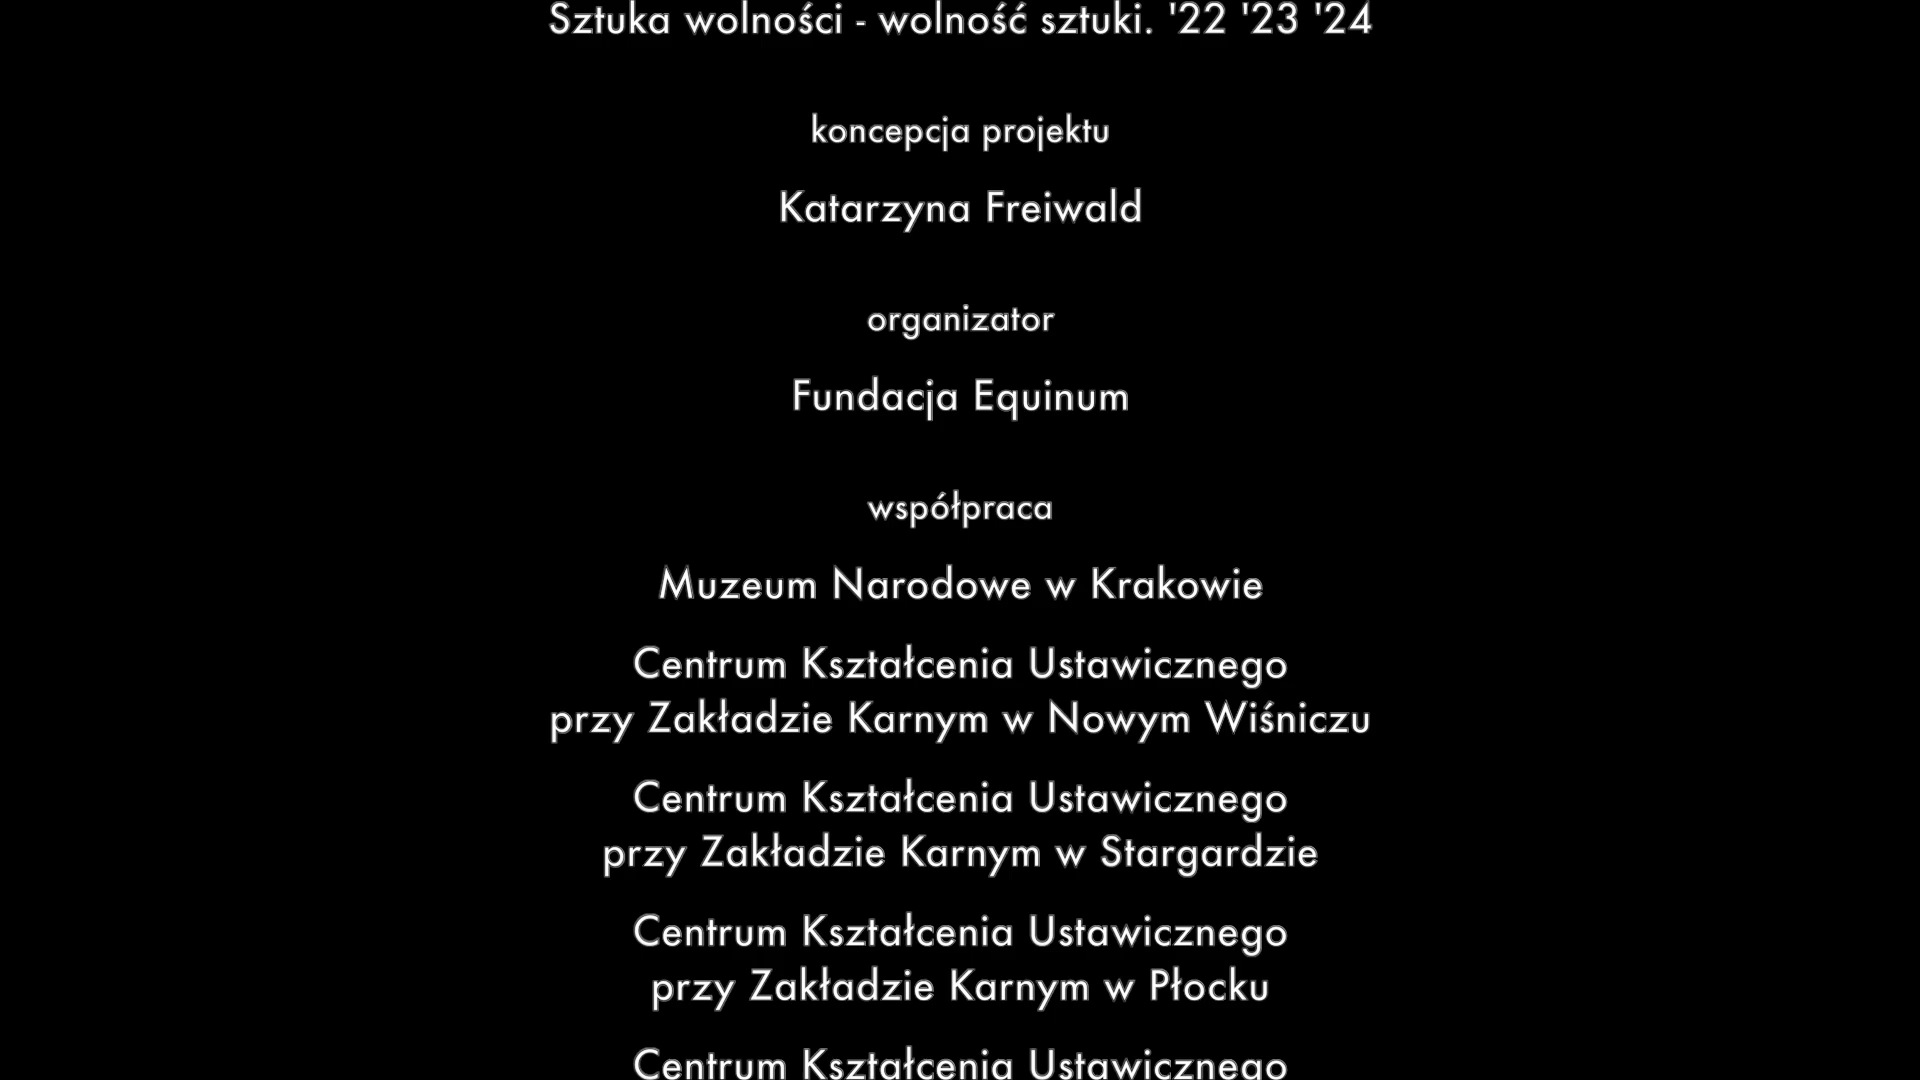 Sztuka wolności - wolność sztuki. '22 '23 '24
koncepcja projektu
Katarzyna Freiwald
organizator
Fundacja Equinum
współpraca
Muzeum Narodowe w Krakowie
Centrum Kształcenia Ustawicznego
przy Zakładzie Karnym w Nowym Wiśniczu
Centrum Kształcenia Ustawicznego
przy Zakładzie Karnym w Stargardzie
Centrum Kształcenia Ustawicznego
przy Zakładzie Karnym w Płocku
Centrum Kształcenia Ustawicznego